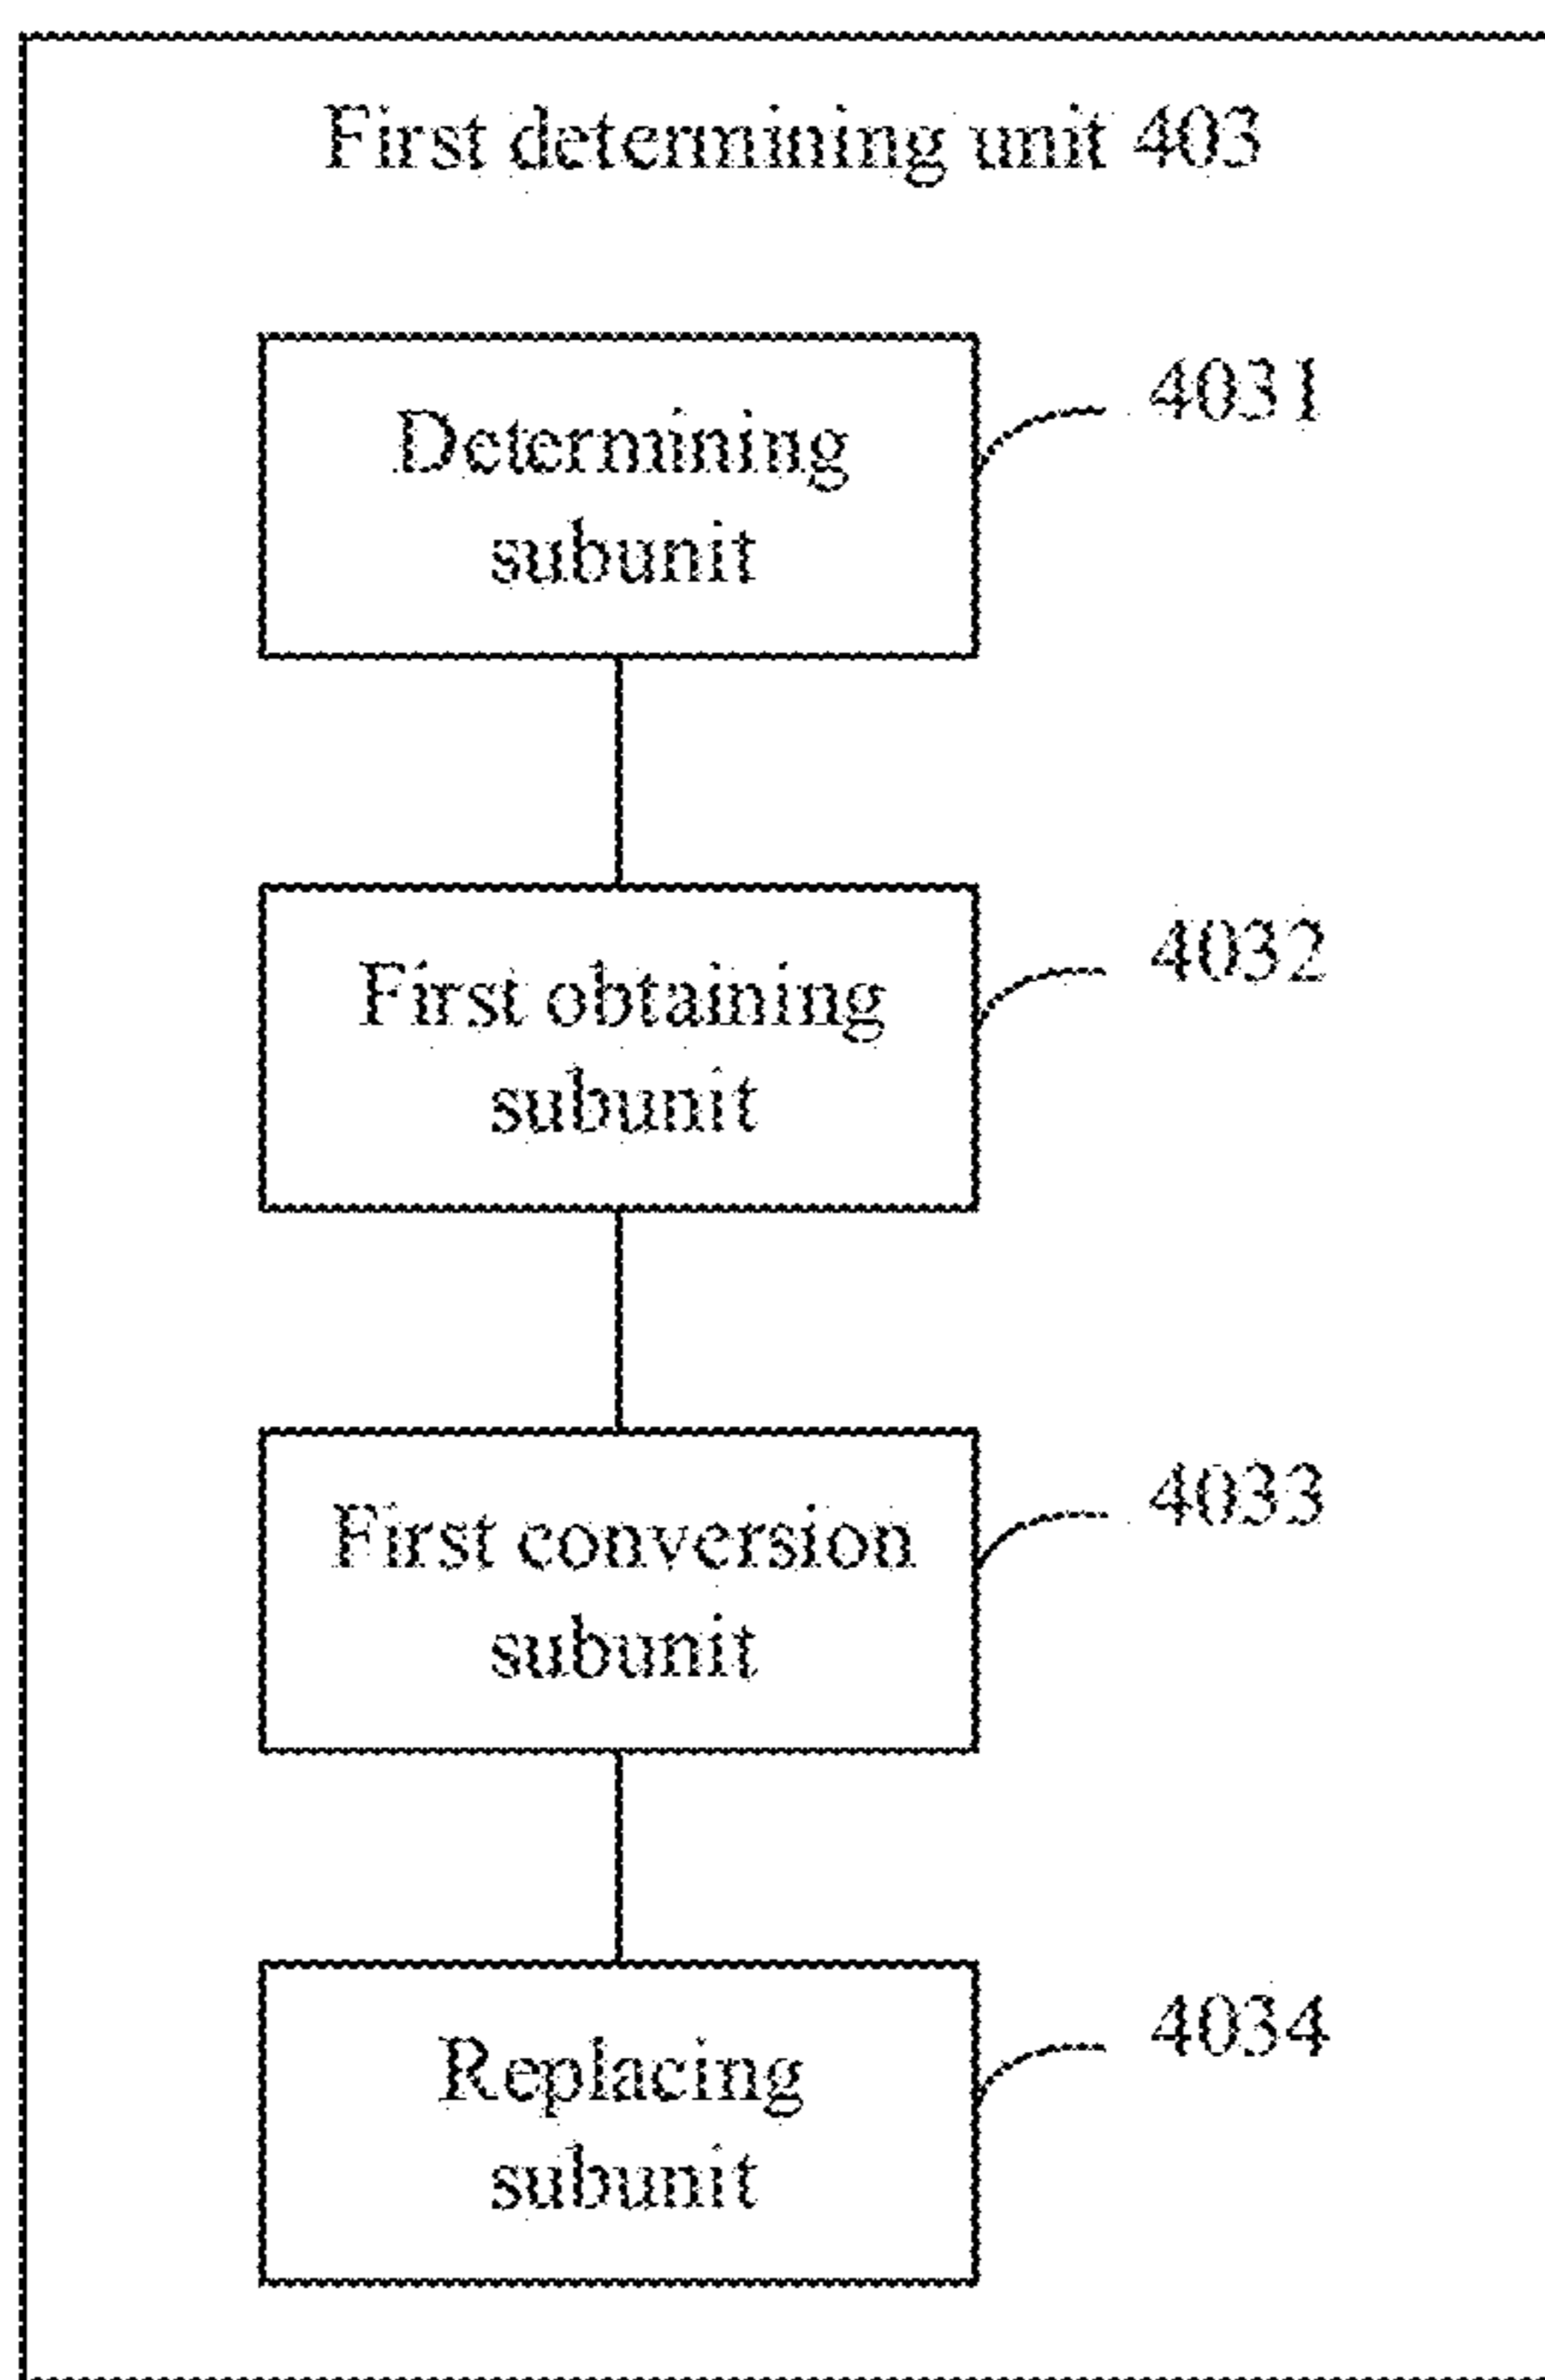 First determining unit 403
Determining
subunit
4031
First obtaining
subunit
4032
First conversion
subunit
4033
Replacing
subunit
4034